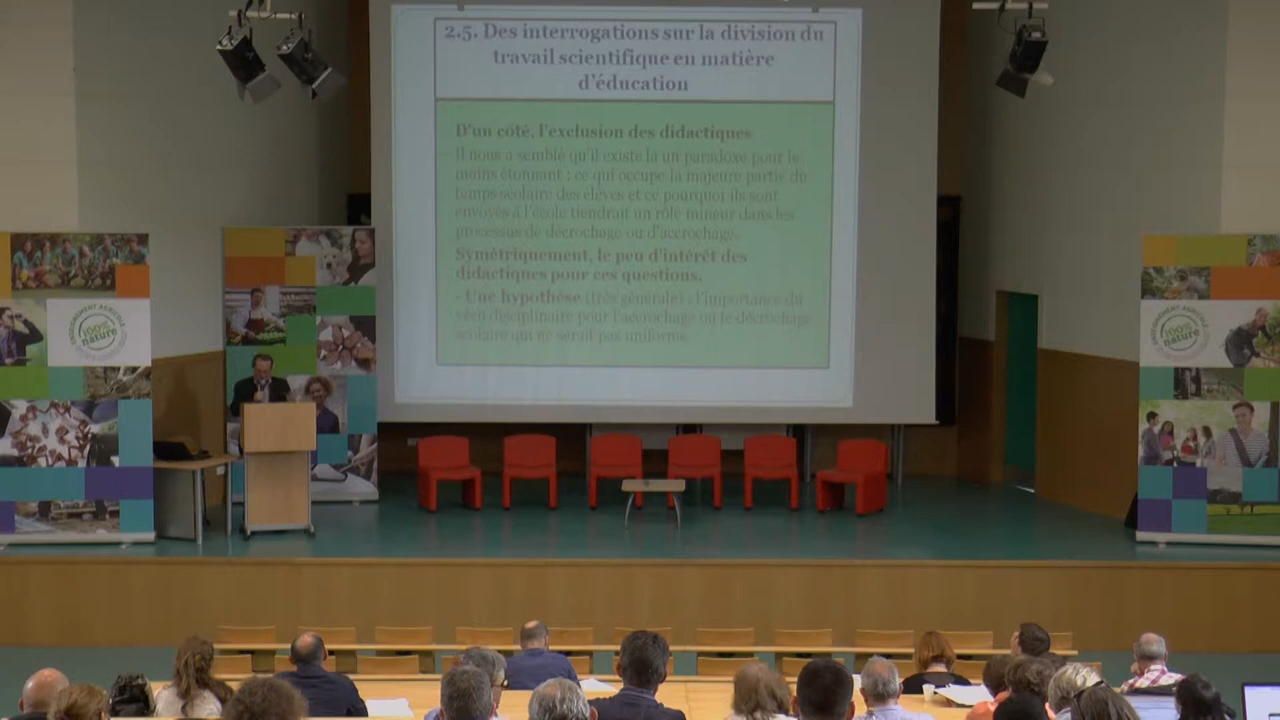 2.5. Des interrogations sur la division du
travail scientifique en matière
d'éducation
D'un côté, l'exclusion des didactiques
Il nous a semblé qu'il existe là un paradoxe pour le
moins étonnant : ce qui occupe la majeure partie du
temps scolaire des élèves et ce pourquoi ils sont
envoyés à l'école tiendrait un rôle mineur dans les
processus de décrochage ou d'accrochage.
Symétriquement, le peu d'intérêt des
didactiques pour ces questions.
- Une hypothèse (très générale) : l'importance du
vécu disciplinaire pour l'accrochage ou le décrochage
scolaire qui ne serait pas uniforme.
ENSEIGNEMENT AGRICOLE
100%
nature
100%
nature